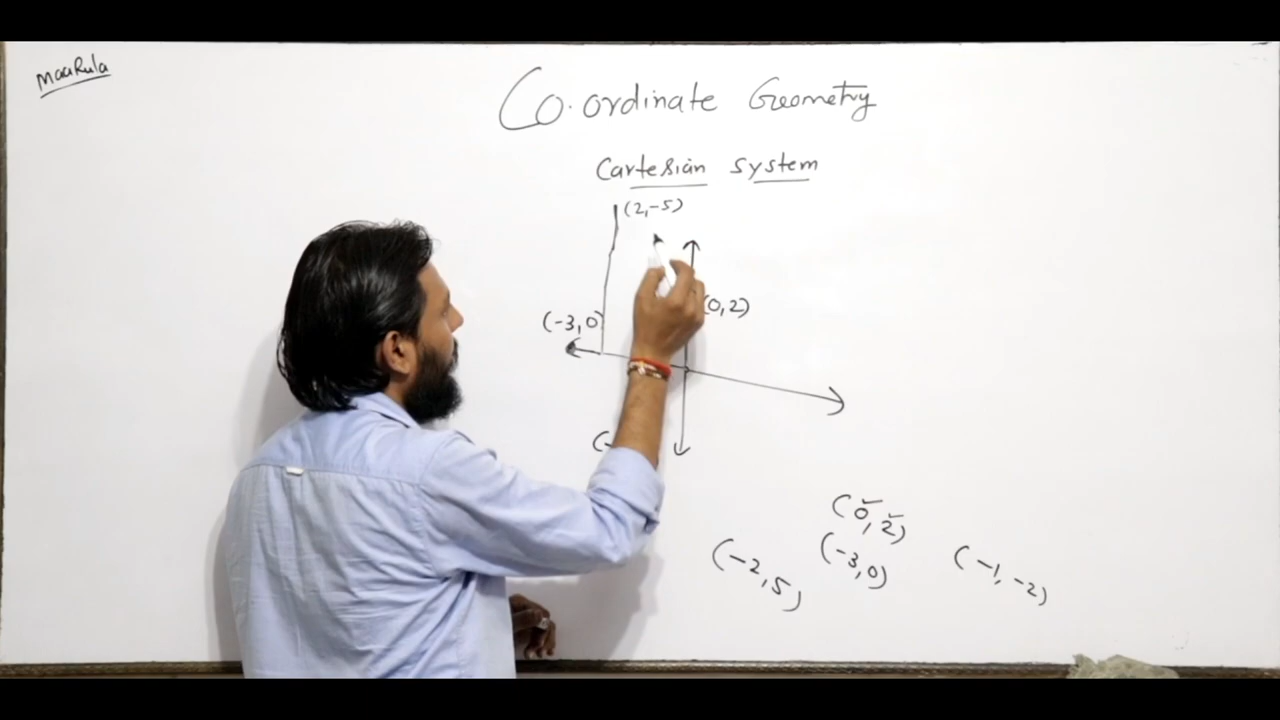 MaaRula
Co-ordinate Geometry
Cartesian system
(2,-5)
(0,2)
(-3,0)
(-
(0,2)
(-2,5)
(-3,0)
(-1,-2)